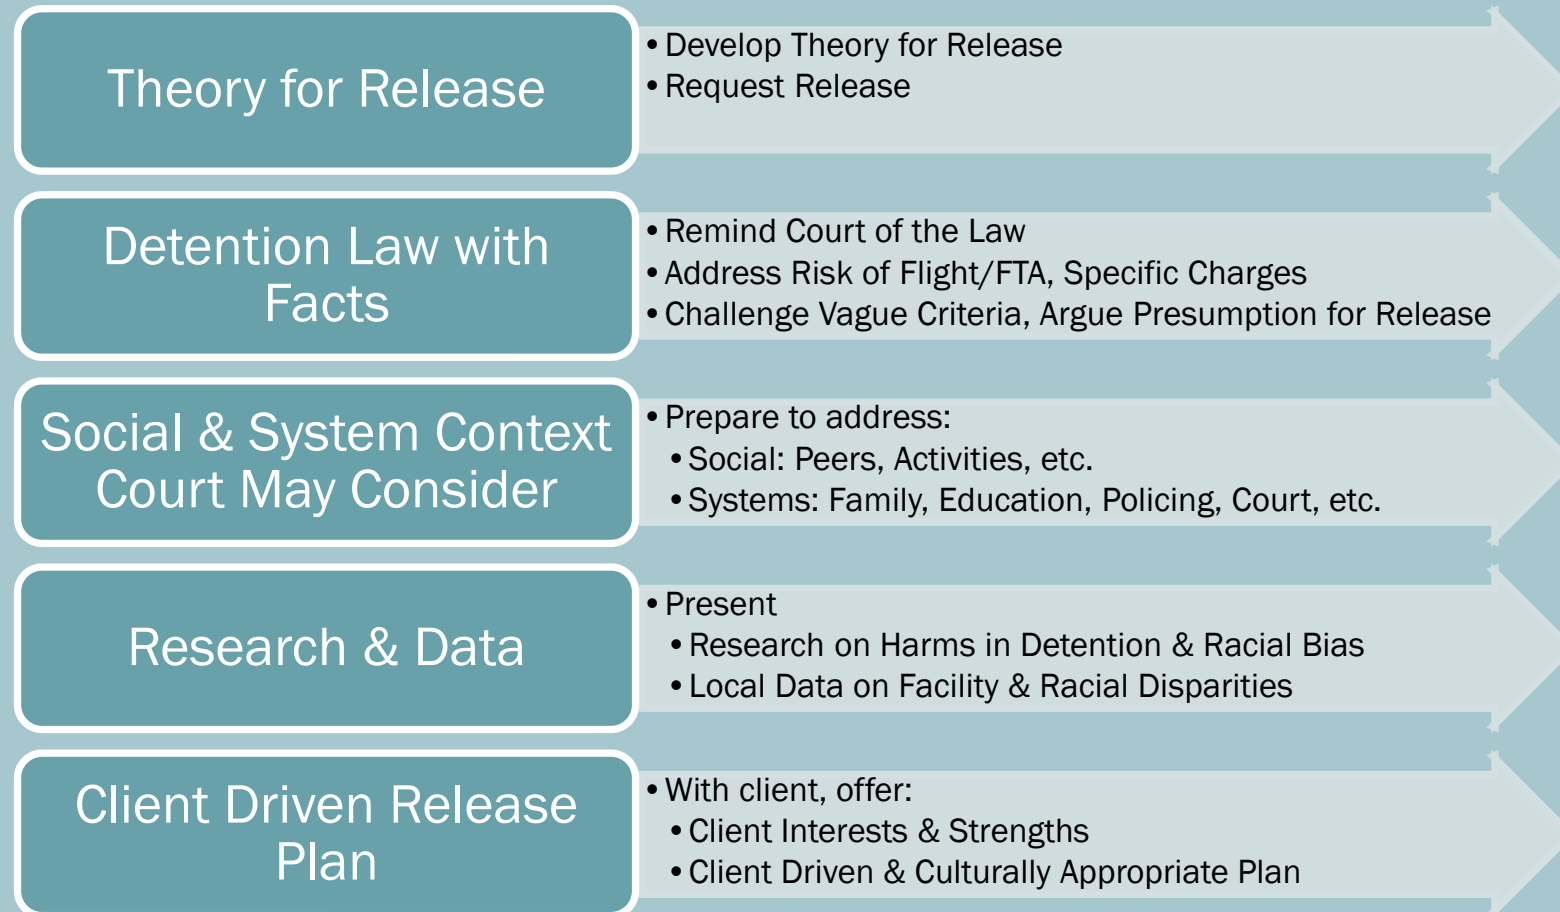 Theory for Release
• Develop Theory for Release
• Request Release
Detention Law with
Facts
• Remind Court of the Law
• Address Risk of Flight/FTA, Specific Charges
• Challenge Vague Criteria, Argue Presumption for Release
Social & System Context
Court May Consider
• Prepare to address:
• Social: Peers, Activities, etc.
• Systems: Family, Education, Policing, Court, etc.
Research & Data
• Present
• Research on Harms in Detention & Racial Bias
• Local Data on Facility & Racial Disparities
Client Driven Release
Plan
• With client, offer:
• Client Interests & Strengths
• Client Driven & Culturally Appropriate Plan